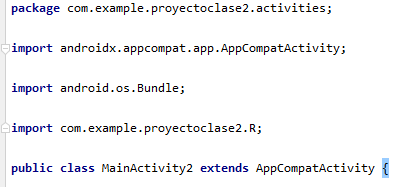 package com.example.proyectoclase2.activities;
import androidx.appcompat.app.AppCompatActivity;
import android.os.Bundle;
import com.example.proyectoclase2.R;
public class MainActivity2 extends AppCompatActivity {